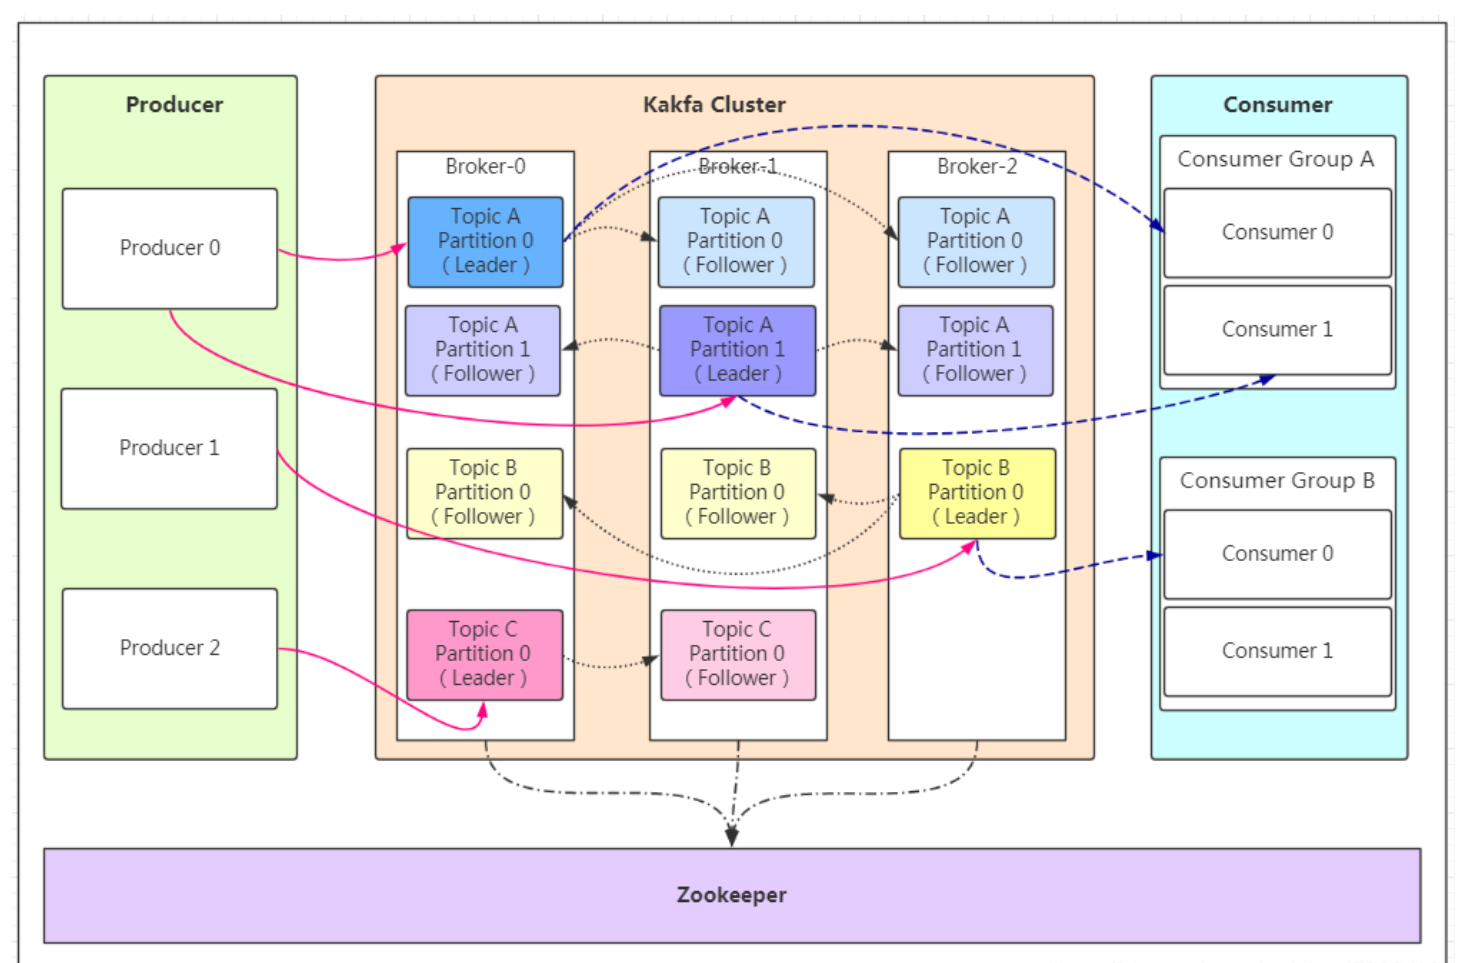 Producer
Producer 0
Producer 1
Producer 2
Kakfa Cluster
Broker-0
Topic A
Partition 0
( Leader )
Topic A
Partition 1
( Follower )
Topic B
Partition 0
( Follower )
Topic C
Partition 0
( Leader )
Broker-1
Topic A
Partition 0
( Follower )
Topic A
Partition 1
( Leader )
Topic B
Partition 0
( Follower )
Topic C
Partition 0
( Follower )
Broker-2
Topic A
Partition 0
( Follower )
Topic A
Partition 1
( Follower )
Topic B
Partition 0
( Leader )
Consumer
Consumer Group A
Consumer 0
Consumer 1
Consumer Group B
Consumer 0
Consumer 1
Zookeeper